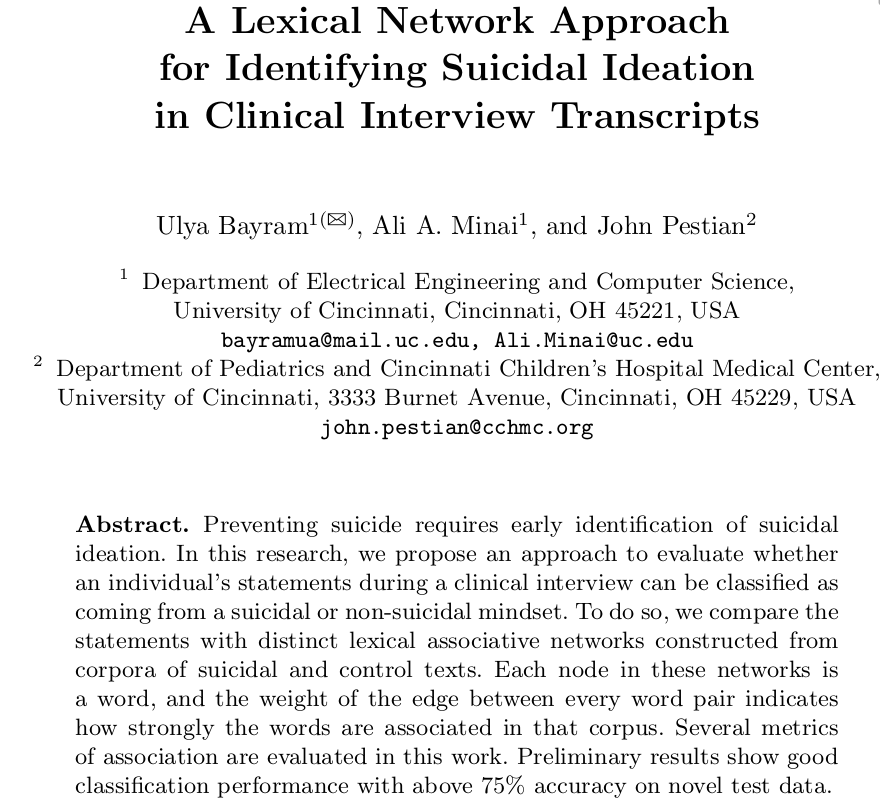 A Lexical Network Approach
for Identifying Suicidal Ideation
in Clinical Interview Transcripts
Ulya Bayram1(✉), Ali A. Minai1, and John Pestian2
1 Department of Electrical Engineering and Computer Science,
University of Cincinnati, Cincinnati, OH 45221, USA
bayramua@mail.uc.edu, Ali.Minai@uc.edu
2 Department of Pediatrics and Cincinnati Children's Hospital Medical Center,
University of Cincinnati, 3333 Burnet Avenue, Cincinnati, OH 45229, USA
john.pestian@cchmc.org
Abstract. Preventing suicide requires early identification of suicidal
ideation. In this research, we propose an approach to evaluate whether
an individual's statements during a clinical interview can be classified as
coming from a suicidal or non-suicidal mindset. To do so, we compare the
statements with distinct lexical associative networks constructed from
corpora of suicidal and control texts. Each node in these networks is
a word, and the weight of the edge between every word pair indicates
how strongly the words are associated in that corpus. Several metrics
of association are evaluated in this work. Preliminary results show good
classification performance with above 75% accuracy on novel test data.